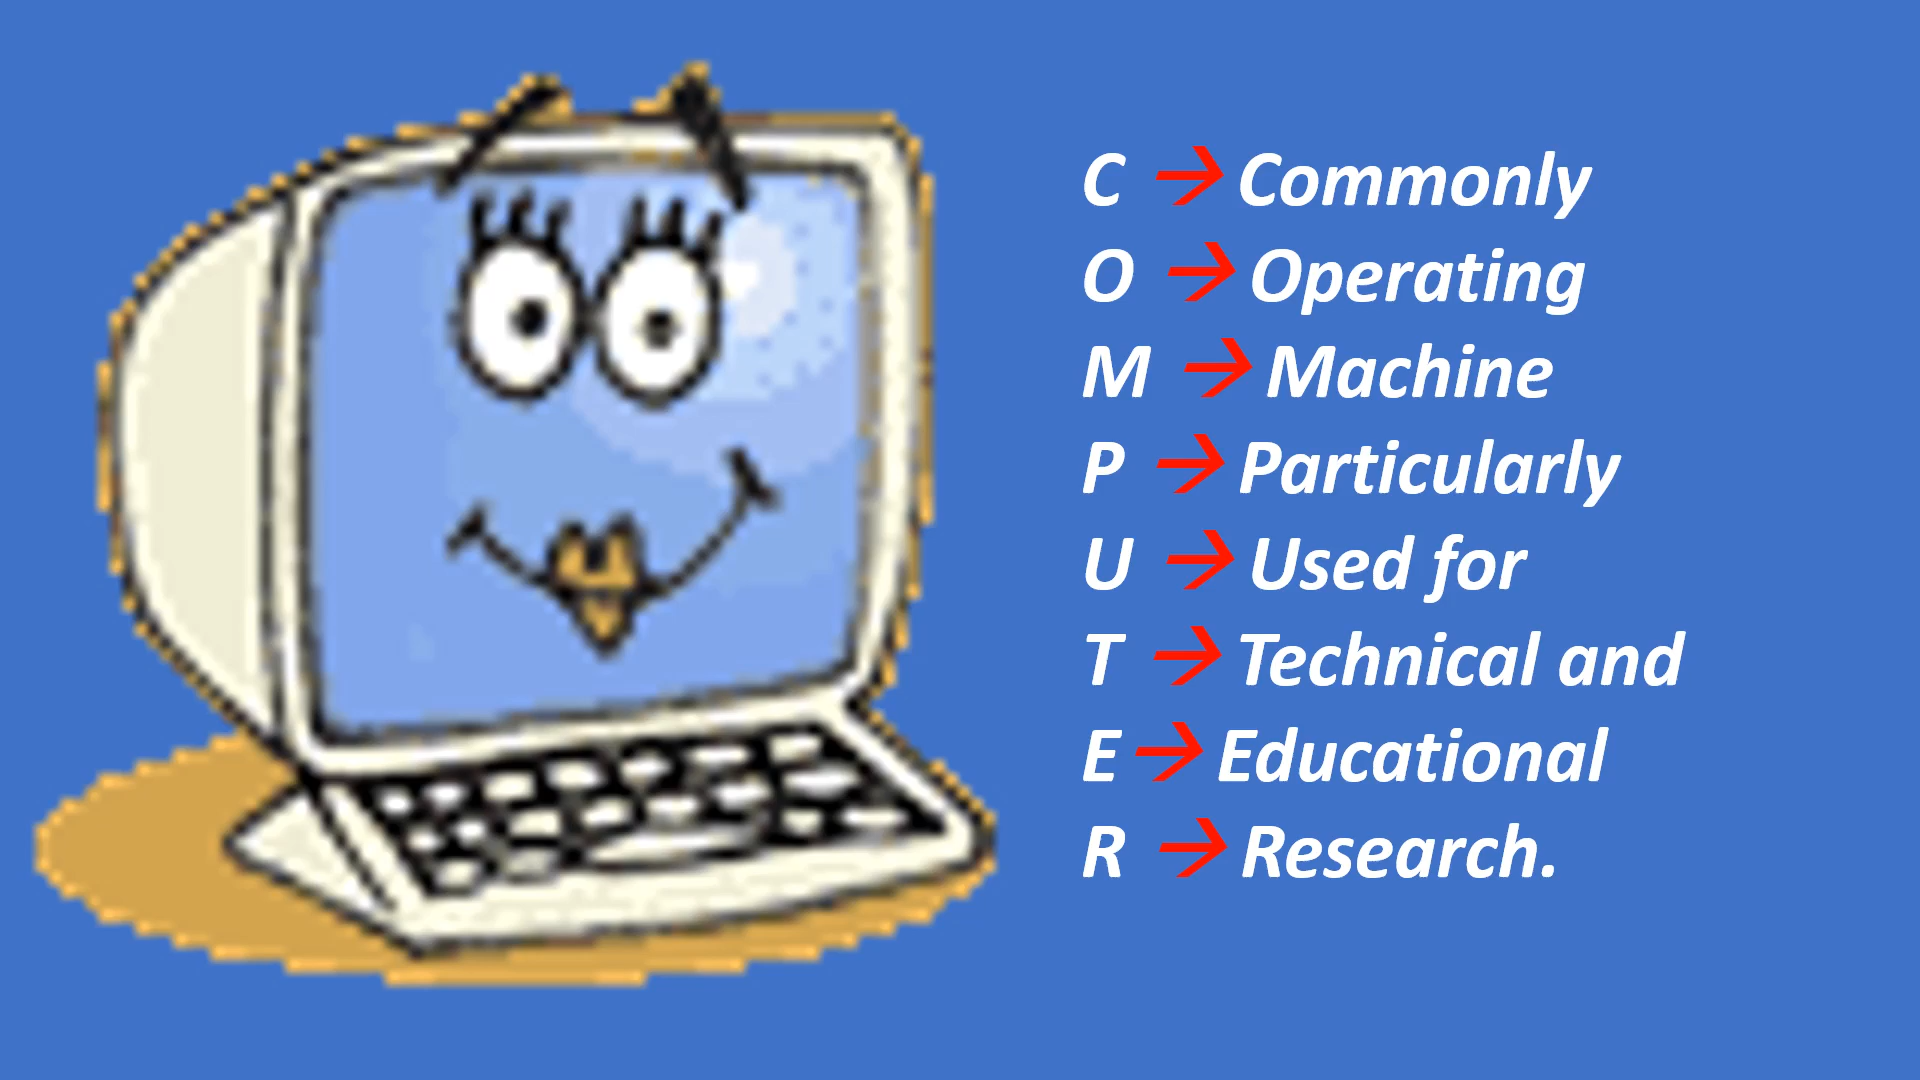 C → Commonly
O → Operating
M → Machine
P → Particularly
U → Used for
T → Technical and
E → Educational
R → Research.